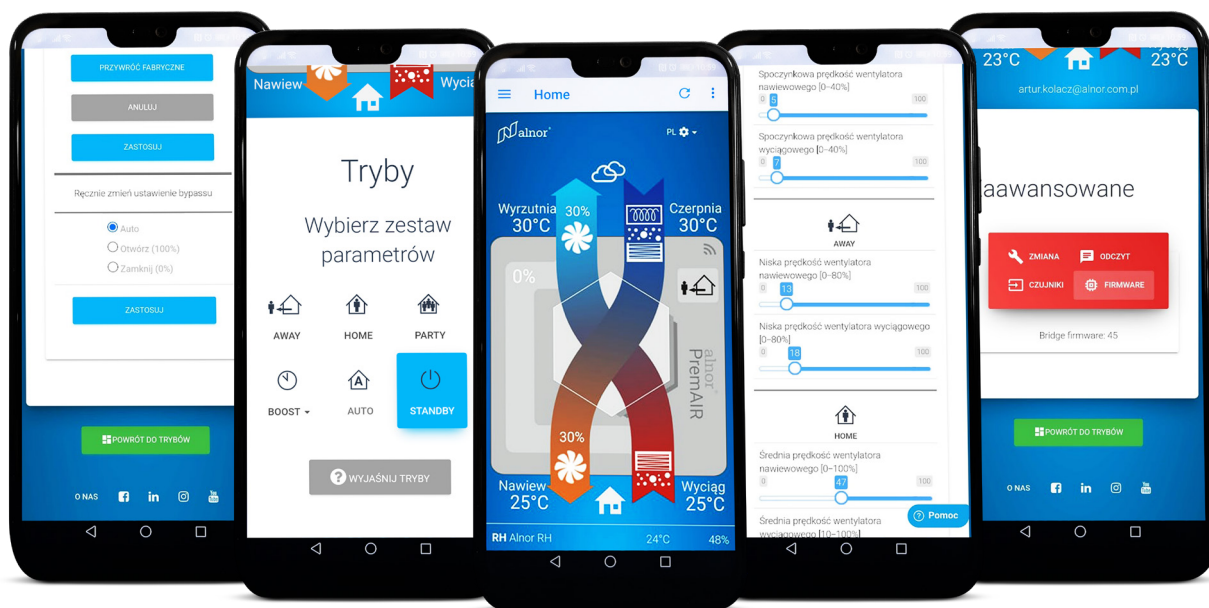 PRZYWRÓĆ FABRYCZNE
ANULUJ
ZASTOSUJ
Ręcznie zmień ustawienie bypassu
Auto
Otwórz (100%)
Zamknij (0%)
ZASTOSUJ
POWRÓT DO TRYBÓW
O NAS
Nawiew
Wycią
Tryby
Wybierz zestaw
parametrów
AWAY
HOME
PARTY
BOOST
AUTO
STANDBY
WYJAŚNIJ TRYBY
Home
alnor
PL
Wyrzutnia
30°C
30%
Czerpnia
30°C
0%
alnor
PremAIR
30%
Nawiew
25°C
Wyciąg
25°C
RH Alnor RH
24°C
48%
Spoczynkowa prędkość wentylatora
nawiewowego [0-40%]
0
5
100
Spoczynkowa prędkość wentylatora
wyciągowego [0-40%]
0
7
100
AWAY
Niska prędkość wentylatora
nawiewowego [0-80%]
0
13
100
Niska prędkość wentylatora wyciągowego
[0-80%]
0
18
100
HOME
Średnia prędkość wentylatora
nawiewowego [0-100%]
0
47
100
Średnia prędkość wentylatora
wyciągowego [10-100%]
Pomoc
23°C
23°C
artur.kolacz@alnor.com.pl
aawansowane
ZMIANA
ODCZYT
CZUJNIKI
FIRMWARE
Bridge firmware: 45
POWRÓT DO TRYBÓW
O NAS